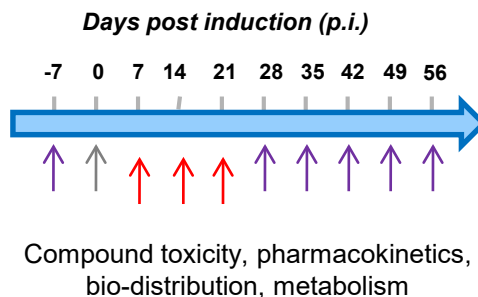 Days post induction (p.i.)
-7 0 7 14 21 28 35 42 49 56
Compound toxicity, pharmacokinetics,
bio-distribution, metabolism